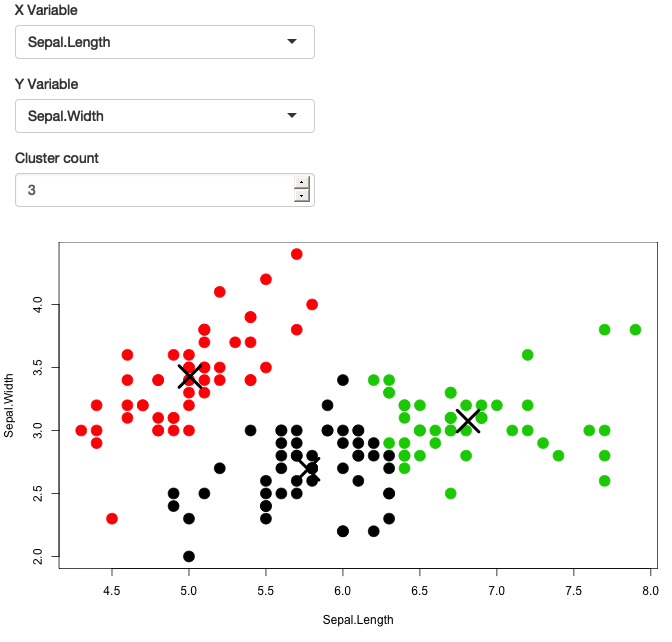 X Variable
Sepal.Length
Y Variable
Sepal.Width
Cluster count
3
Sepal.Width
4.0
3.5
3.0
2.5
2.0
4.5 5.0 5.5 6.0 6.5 7.0 7.5 8.0
Sepal.Length